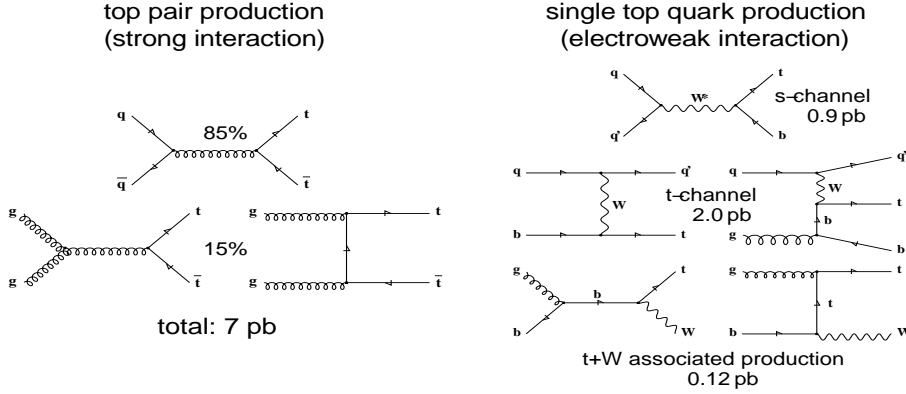 top pair production
(strong interaction)
q
t
85%
q̅
t̅
g
t
15%
g
t̅
g
t
g
t̅
total: 7 pb
single top quark production
(electroweak interaction)
q
t
W*
s-channel
0.9 pb
q'
b
q
q'
W
t-channel
2.0 pb
b
t
q
q'
W
t
b
g
b
g
t
b
b
W
g
t
t
b
W
t+W associated production
0.12 pb